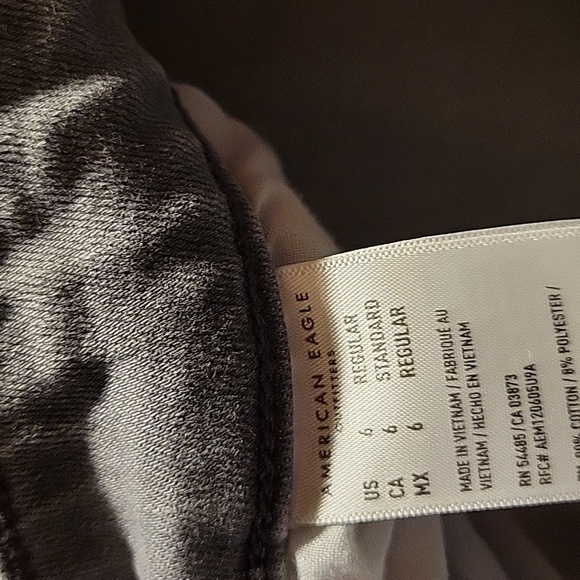 AMERICAN EAGLE
OUTFITTERS
US 6 REGULAR
CA 6 STANDARD
MX 6 REGULAR
MADE IN VIETNAM / FABRIQUÉ AU
VIETNAM / HECHO EN VIETNAM
RN 54485 / CA 03873
RFC# AEM120605U9A
COTTON / 8% POLYESTER /